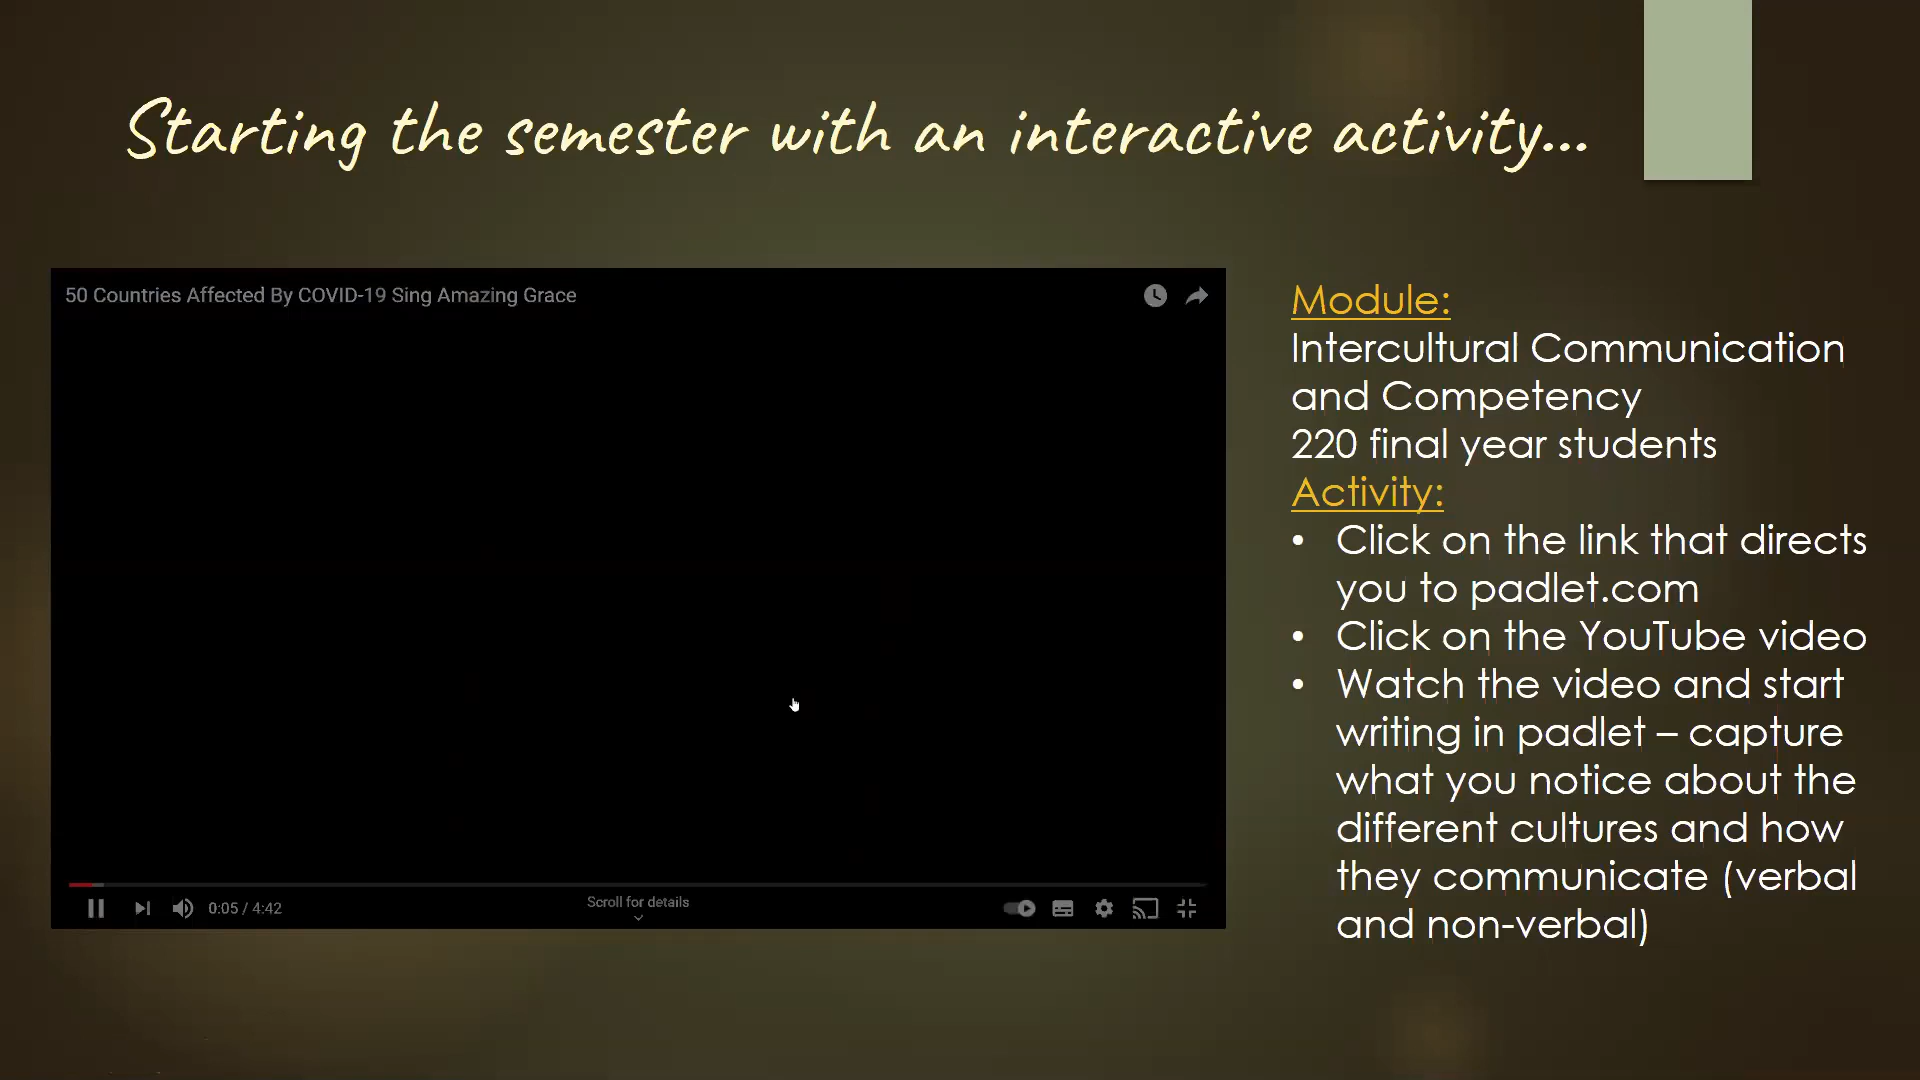 Starting the semester with an interactive activity...
50 Countries Affected By COVID-19 Sing Amazing Grace
0:05 / 4:42
Scroll for details
Module:
Intercultural Communication
and Competency
220 final year students
Activity:
• Click on the link that directs
you to padlet.com
• Click on the YouTube video
• Watch the video and start
writing in padlet – capture
what you notice about the
different cultures and how
they communicate (verbal
and non-verbal)